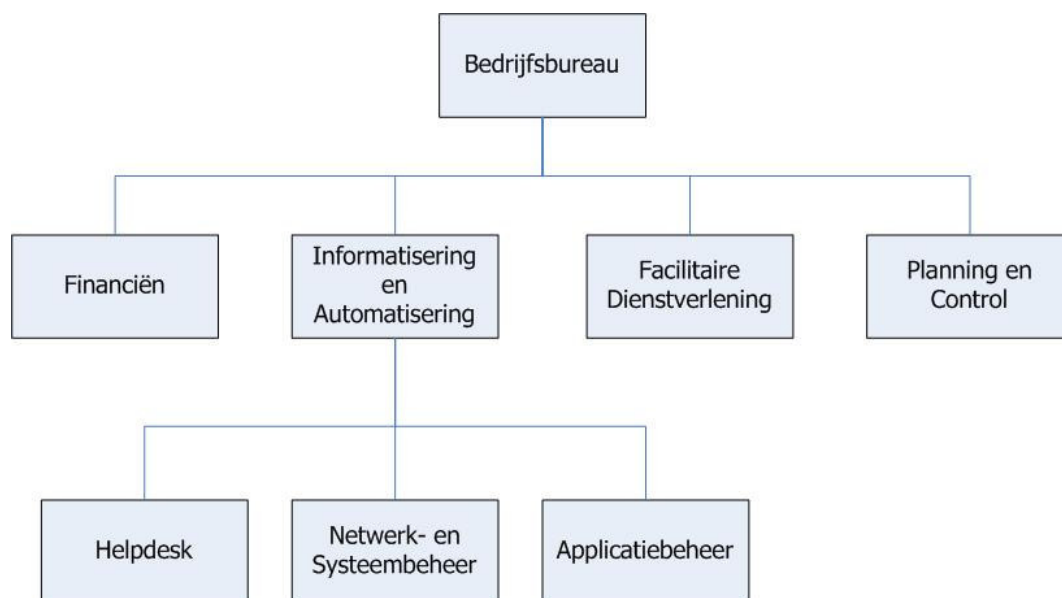 Bedrijfsbureau
Financiën
Informatisering
en
Automatisering
Facilitaire
Dienstverlening
Planning en
Control
Helpdesk
Netwerk- en
Systeembeheer
Applicatiebeheer